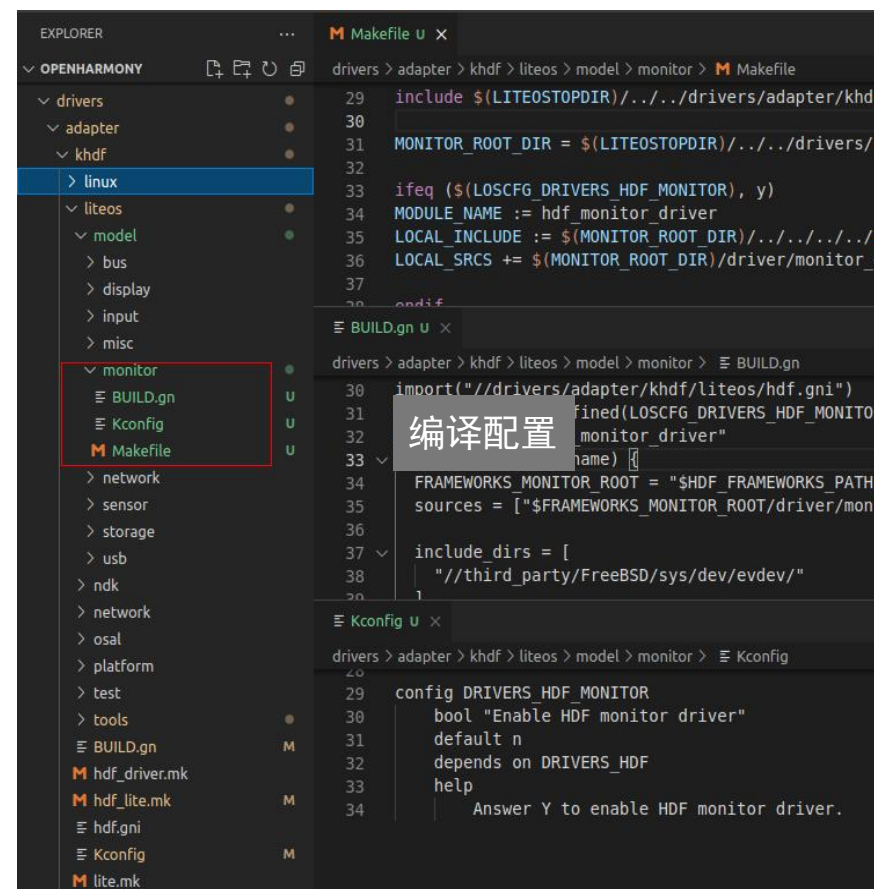 EXPLORER
OPENHARMONY
drivers
adapter
khdf
linux
liteos
model
bus
display
input
misc
monitor
BUILD.gn U
Kconfig U
Makefile U
network
sensor
storage
usb
ndk
network
osal
platform
test
tools
BUILD.gn M
hdf_driver.mk
hdf_lite.mk M
hdf.gni
Kconfig M
lite.mk
Makefile U
drivers > adapter > khdf > liteos > model > monitor > Makefile
29 include $(LITEOSTOPDIR)/../../drivers/adapter/khd
30
31 MONITOR_ROOT_DIR = $(LITEOSTOPDIR)/../../drivers/
32
33 ifeq ($(LOSCFG_DRIVERS_HDF_MONITOR), y)
34 MODULE_NAME := hdf_monitor_driver
35 LOCAL_INCLUDE := $(MONITOR_ROOT_DIR)/../../../../
36 LOCAL_SRCS += $(MONITOR_ROOT_DIR)/driver/monitor_
37
endif
BUILD.gn U
drivers > adapter > khdf > liteos > model > monitor > BUILD.gn
30 import("//drivers/adapter/khdf/liteos/hdf.gni")
31 fined(LOSCFG_DRIVERS_HDF_MONITO
32 monitor_driver"
33 name) {
34 FRAMEWORKS_MONITOR_ROOT = "$HDF_FRAMEWORKS_PATH
35 sources = ["$FRAMEWORKS_MONITOR_ROOT/driver/mon
36
37 include_dirs = [
38 "//third_party/FreeBSD/sys/dev/evdev/"
39 ]
编译配置
Kconfig U
drivers > adapter > khdf > liteos > model > monitor > Kconfig
28
29 config DRIVERS_HDF_MONITOR
30 bool "Enable HDF monitor driver"
31 default n
32 depends on DRIVERS_HDF
33 help
34 Answer Y to enable HDF monitor driver.